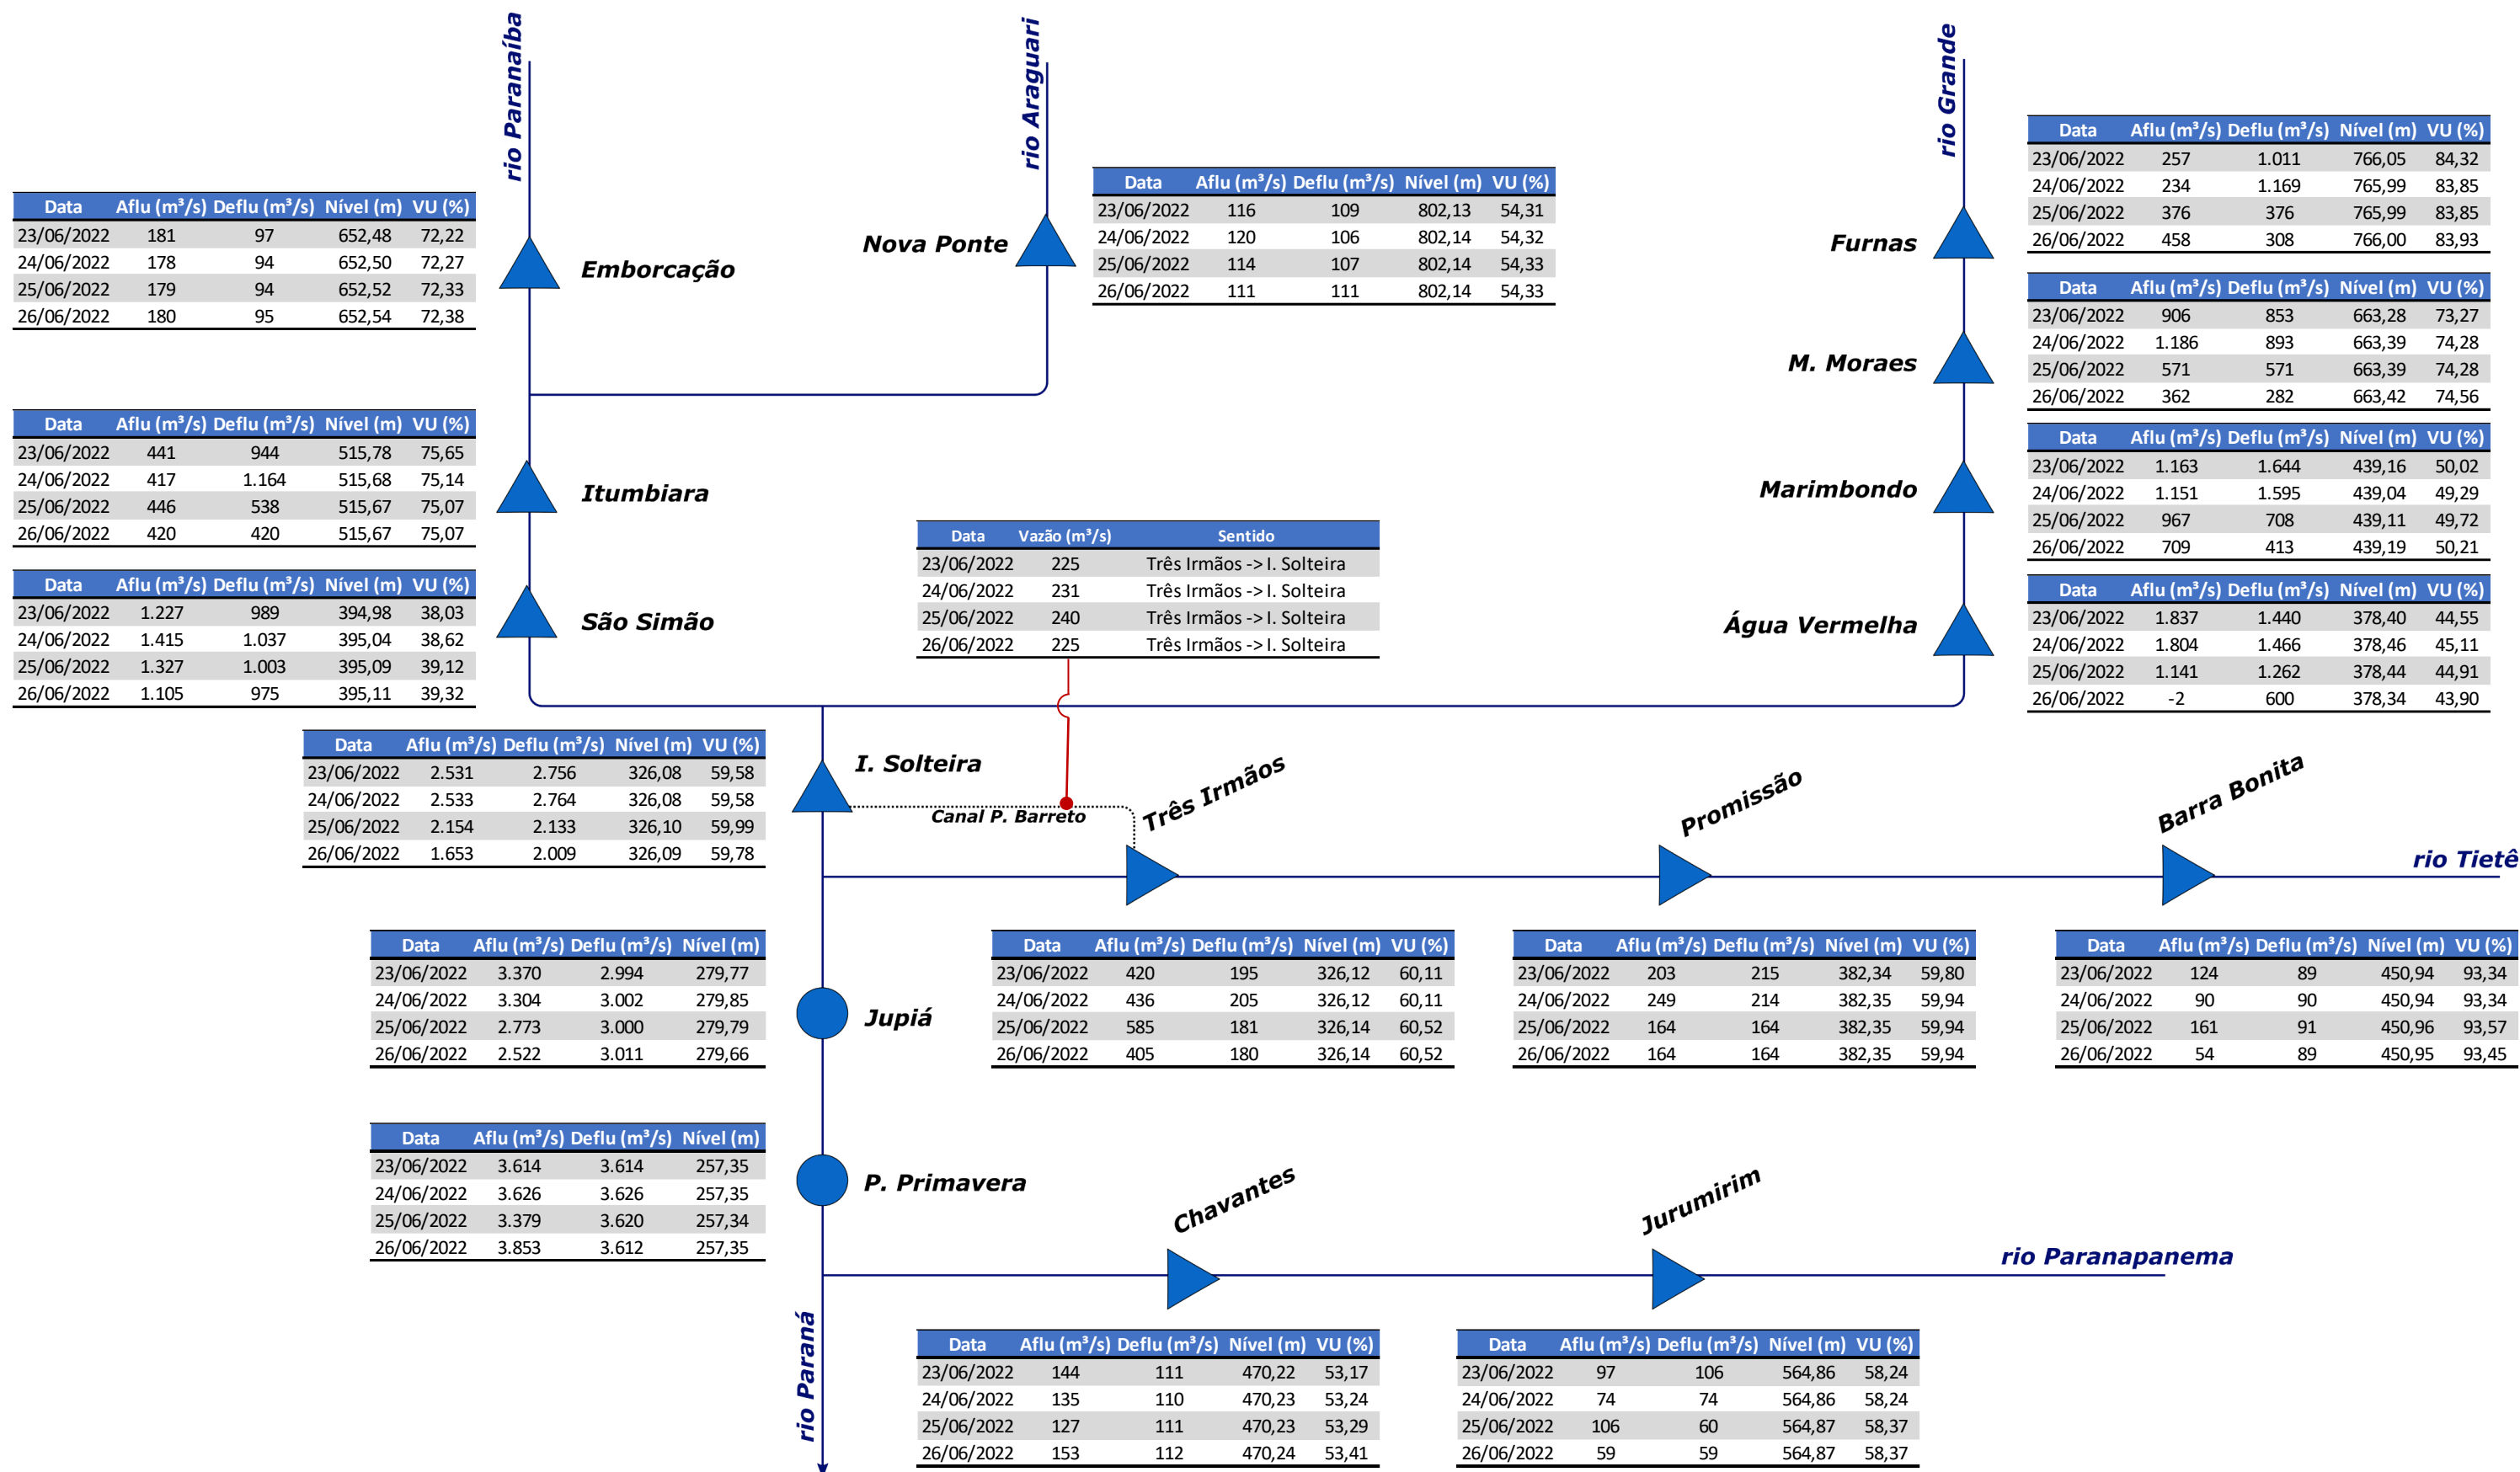 rio Paranaíba
rio Araguari
rio Grande
Data Aflu (m³/s) Deflu (m³/s) Nível (m) VU (%)
23/06/2022 257 1.011 766,05 84,32
24/06/2022 234 1.169 765,99 83,85
25/06/2022 376 376 765,99 83,85
26/06/2022 458 308 766,00 83,93
Furnas
Data Aflu (m³/s) Deflu (m³/s) Nível (m) VU (%)
23/06/2022 116 109 802,13 54,31
24/06/2022 120 106 802,14 54,32
25/06/2022 114 107 802,14 54,33
26/06/2022 111 111 802,14 54,33
Nova Ponte
Data Aflu (m³/s) Deflu (m³/s) Nível (m) VU (%)
23/06/2022 181 97 652,48 72,22
24/06/2022 178 94 652,50 72,27
25/06/2022 179 94 652,52 72,33
26/06/2022 180 95 652,54 72,38
Emborcação
Data Aflu (m³/s) Deflu (m³/s) Nível (m) VU (%)
23/06/2022 906 853 663,28 73,27
24/06/2022 1.186 893 663,39 74,28
25/06/2022 571 571 663,39 74,28
26/06/2022 362 282 663,42 74,56
M. Moraes
Data Aflu (m³/s) Deflu (m³/s) Nível (m) VU (%)
23/06/2022 441 944 515,78 75,65
24/06/2022 417 1.164 515,68 75,14
25/06/2022 446 538 515,67 75,07
26/06/2022 420 420 515,67 75,07
Itumbiara
Data Aflu (m³/s) Deflu (m³/s) Nível (m) VU (%)
23/06/2022 1.163 1.644 439,16 50,02
24/06/2022 1.151 1.595 439,04 49,29
25/06/2022 967 708 439,11 49,72
26/06/2022 709 413 439,19 50,21
Marimbondo
Data Vazão (m³/s) Sentido
23/06/2022 225 Três Irmãos -> I. Solteira
24/06/2022 231 Três Irmãos -> I. Solteira
25/06/2022 240 Três Irmãos -> I. Solteira
26/06/2022 225 Três Irmãos -> I. Solteira
Data Aflu (m³/s) Deflu (m³/s) Nível (m) VU (%)
23/06/2022 1.227 989 394,98 38,03
24/06/2022 1.415 1.037 395,04 38,62
25/06/2022 1.327 1.003 395,09 39,12
26/06/2022 1.105 975 395,11 39,32
São Simão
Data Aflu (m³/s) Deflu (m³/s) Nível (m) VU (%)
23/06/2022 1.837 1.440 378,40 44,55
24/06/2022 1.804 1.466 378,46 45,11
25/06/2022 1.141 1.262 378,44 44,91
26/06/2022 -2 600 378,34 43,90
Água Vermelha
Data Aflu (m³/s) Deflu (m³/s) Nível (m) VU (%)
23/06/2022 2.531 2.756 326,08 59,58
24/06/2022 2.533 2.764 326,08 59,58
25/06/2022 2.154 2.133 326,10 59,99
26/06/2022 1.653 2.009 326,09 59,78
I. Solteira
Canal P. Barreto
Três Irmãos
Promissão
Barra Bonita
rio Tietê
Data Aflu (m³/s) Deflu (m³/s) Nível (m)
23/06/2022 3.370 2.994 279,77
24/06/2022 3.304 3.002 279,85
25/06/2022 2.773 3.000 279,79
26/06/2022 2.522 3.011 279,66
Jupiá
Data Aflu (m³/s) Deflu (m³/s) Nível (m) VU (%)
23/06/2022 420 195 326,12 60,11
24/06/2022 436 205 326,12 60,11
25/06/2022 585 181 326,14 60,52
26/06/2022 405 180 326,14 60,52
Data Aflu (m³/s) Deflu (m³/s) Nível (m) VU (%)
23/06/2022 203 215 382,34 59,80
24/06/2022 249 214 382,35 59,94
25/06/2022 164 164 382,35 59,94
26/06/2022 164 164 382,35 59,94
Data Aflu (m³/s) Deflu (m³/s) Nível (m) VU (%)
23/06/2022 124 89 450,94 93,34
24/06/2022 90 90 450,94 93,34
25/06/2022 161 91 450,96 93,57
26/06/2022 54 89 450,95 93,45
Data Aflu (m³/s) Deflu (m³/s) Nível (m)
23/06/2022 3.614 3.614 257,35
24/06/2022 3.626 3.626 257,35
25/06/2022 3.379 3.620 257,34
26/06/2022 3.853 3.612 257,35
P. Primavera
Chavantes
Jurumirim
rio Paranapanema
rio Paraná
Data Aflu (m³/s) Deflu (m³/s) Nível (m) VU (%)
23/06/2022 144 111 470,22 53,17
24/06/2022 135 110 470,23 53,24
25/06/2022 127 111 470,23 53,29
26/06/2022 153 112 470,24 53,41
Data Aflu (m³/s) Deflu (m³/s) Nível (m) VU (%)
23/06/2022 97 106 564,86 58,24
24/06/2022 74 74 564,86 58,24
25/06/2022 106 60 564,87 58,37
26/06/2022 59 59 564,87 58,37